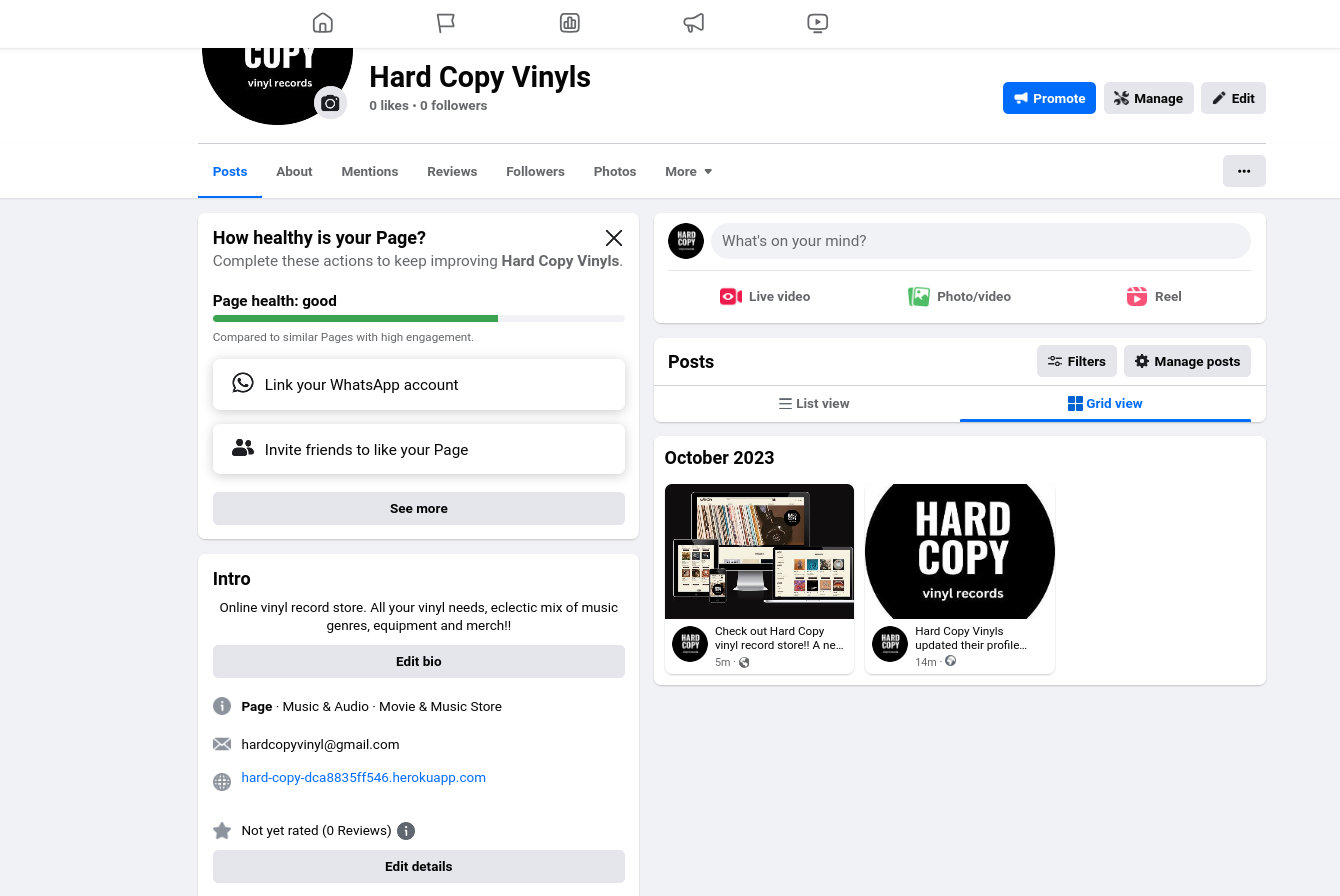 COPY
vinyl records
Hard Copy Vinyls
0 likes • 0 followers
Promote
Manage
Edit
Posts
About
Mentions
Reviews
Followers
Photos
More
How healthy is your Page?
Complete these actions to keep improving Hard Copy Vinyls.
Page health: good
Compared to similar Pages with high engagement.
Link your WhatsApp account
Invite friends to like your Page
See more
Intro
Online vinyl record store. All your vinyl needs, eclectic mix of music
genres, equipment and merch!!
Edit bio
Page · Music & Audio · Movie & Music Store
hardcopyvinyl@gmail.com
hard-copy-dca8835ff546.herokuapp.com
Not yet rated (0 Reviews)
Edit details
HARD
COPY
What's on your mind?
Live video
Photo/video
Reel
Posts
Filters
Manage posts
List view
Grid view
October 2023
HARD
COPY
Check out Hard Copy
vinyl record store!! A ne…
5m ·
HARD
COPY
vinyl records
HARD
COPY
Hard Copy Vinyls
updated their profile…
14m ·